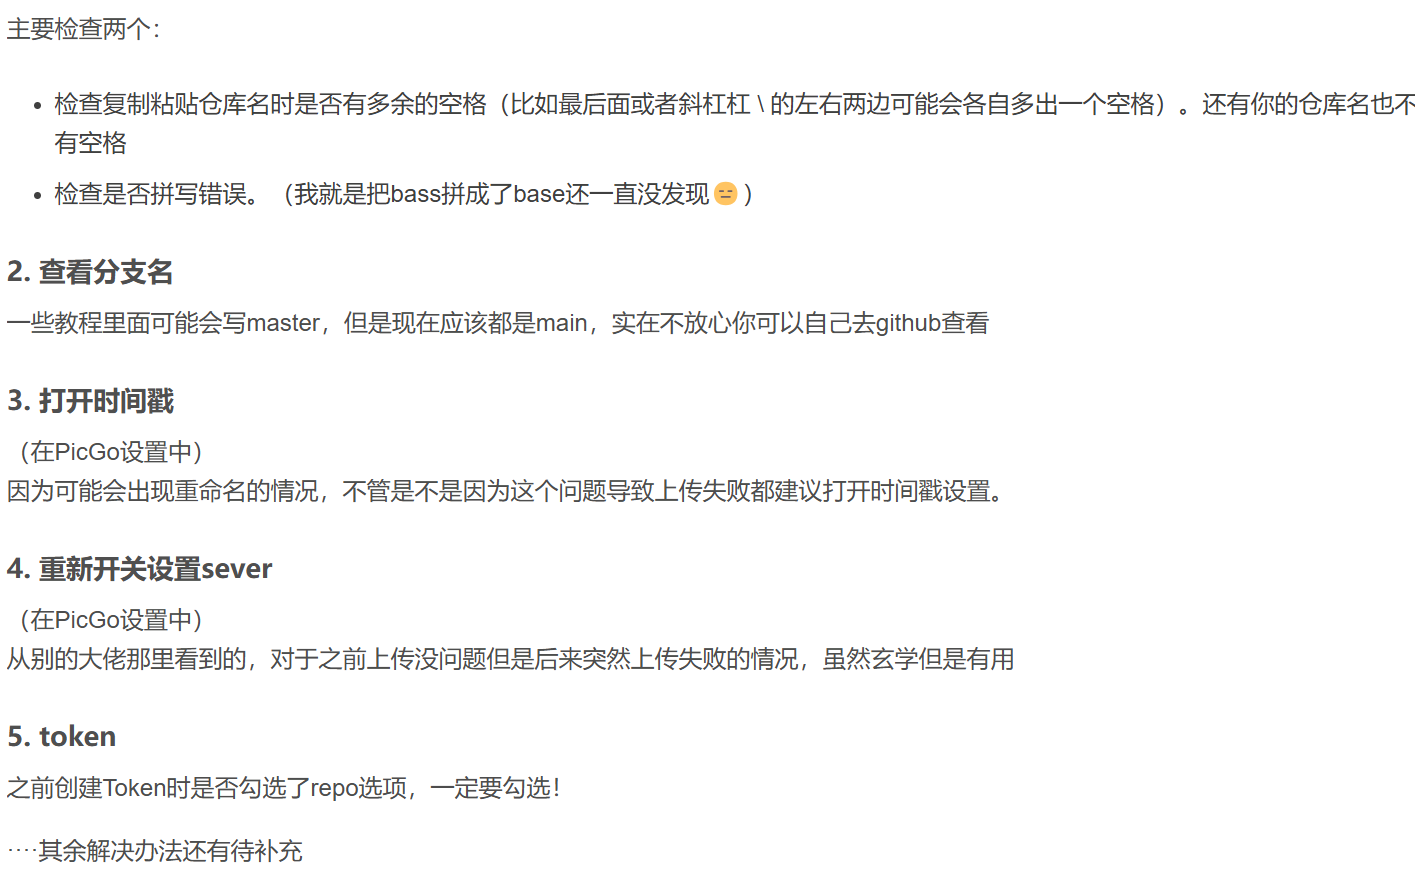 主要检查两个：
检查复制粘贴仓库名时是否有多余的空格（比如最后面或者斜杠杠 \ 的左右两边可能会各自多出一个空格）。还有你的仓库名也不
有空格
检查是否拼写错误。（我就是把bass拼成了base还一直没发现😑）
2. 查看分支名
一些教程里面可能会写master，但是现在应该都是main，实在不放心你可以自己去github查看
3. 打开时间戳
（在PicGo设置中）
因为可能会出现重命名的情况，不管是不是因为这个问题导致上传失败都建议打开时间戳设置。
4. 重新开关设置sever
（在PicGo设置中）
从别的大佬那里看到的，对于之前上传没问题但是后来突然上传失败的情况，虽然玄学但是有用
5. token
之前创建Token时是否勾选了repo选项，一定要勾选！
····其余解决办法还有待补充